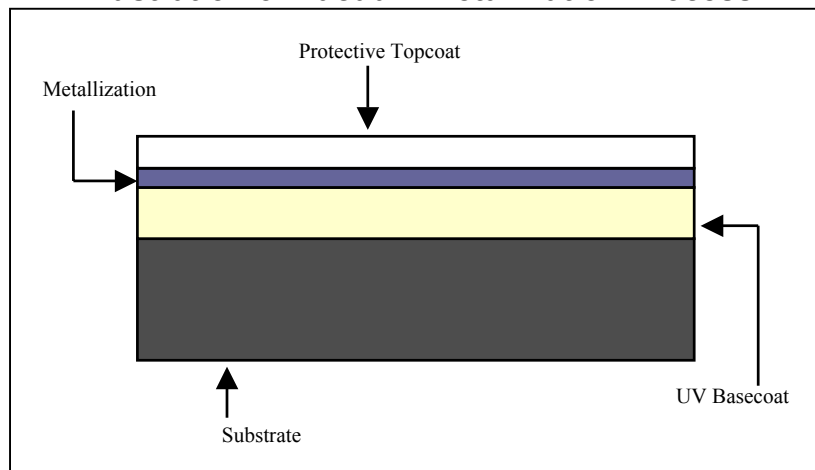 Protective Topcoat
Metallization
UV Basecoat
Substrate